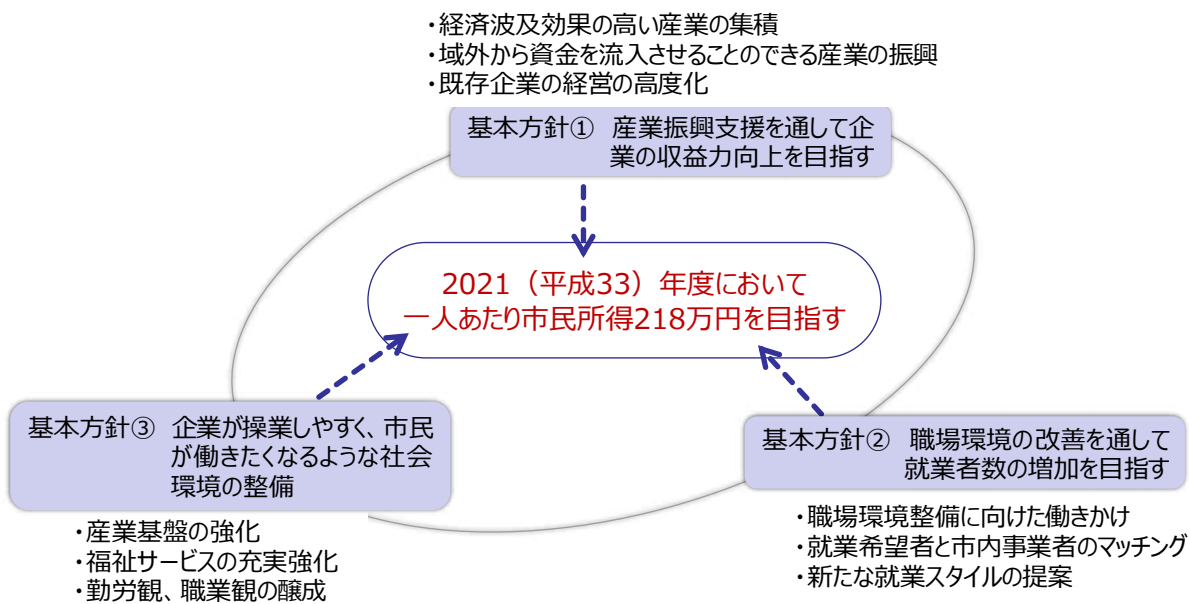 ・経済波及効果の高い産業の集積
・域外から資金を流入させることのできる産業の振興
・既存企業の経営の高度化
基本方針① 産業振興支援を通して企
業の収益力向上を目指す
2021（平成33）年度において
一人あたり市民所得218万円を目指す
基本方針③ 企業が操業しやすく、市民
が働きたくなるような社会
環境の整備
・産業基盤の強化
・福祉サービスの充実強化
・勤労観、職業観の醸成
基本方針② 職場環境の改善を通して
就業者数の増加を目指す
・職場環境整備に向けた働きかけ
・就業希望者と市内事業者のマッチング
・新たな就業スタイルの提案